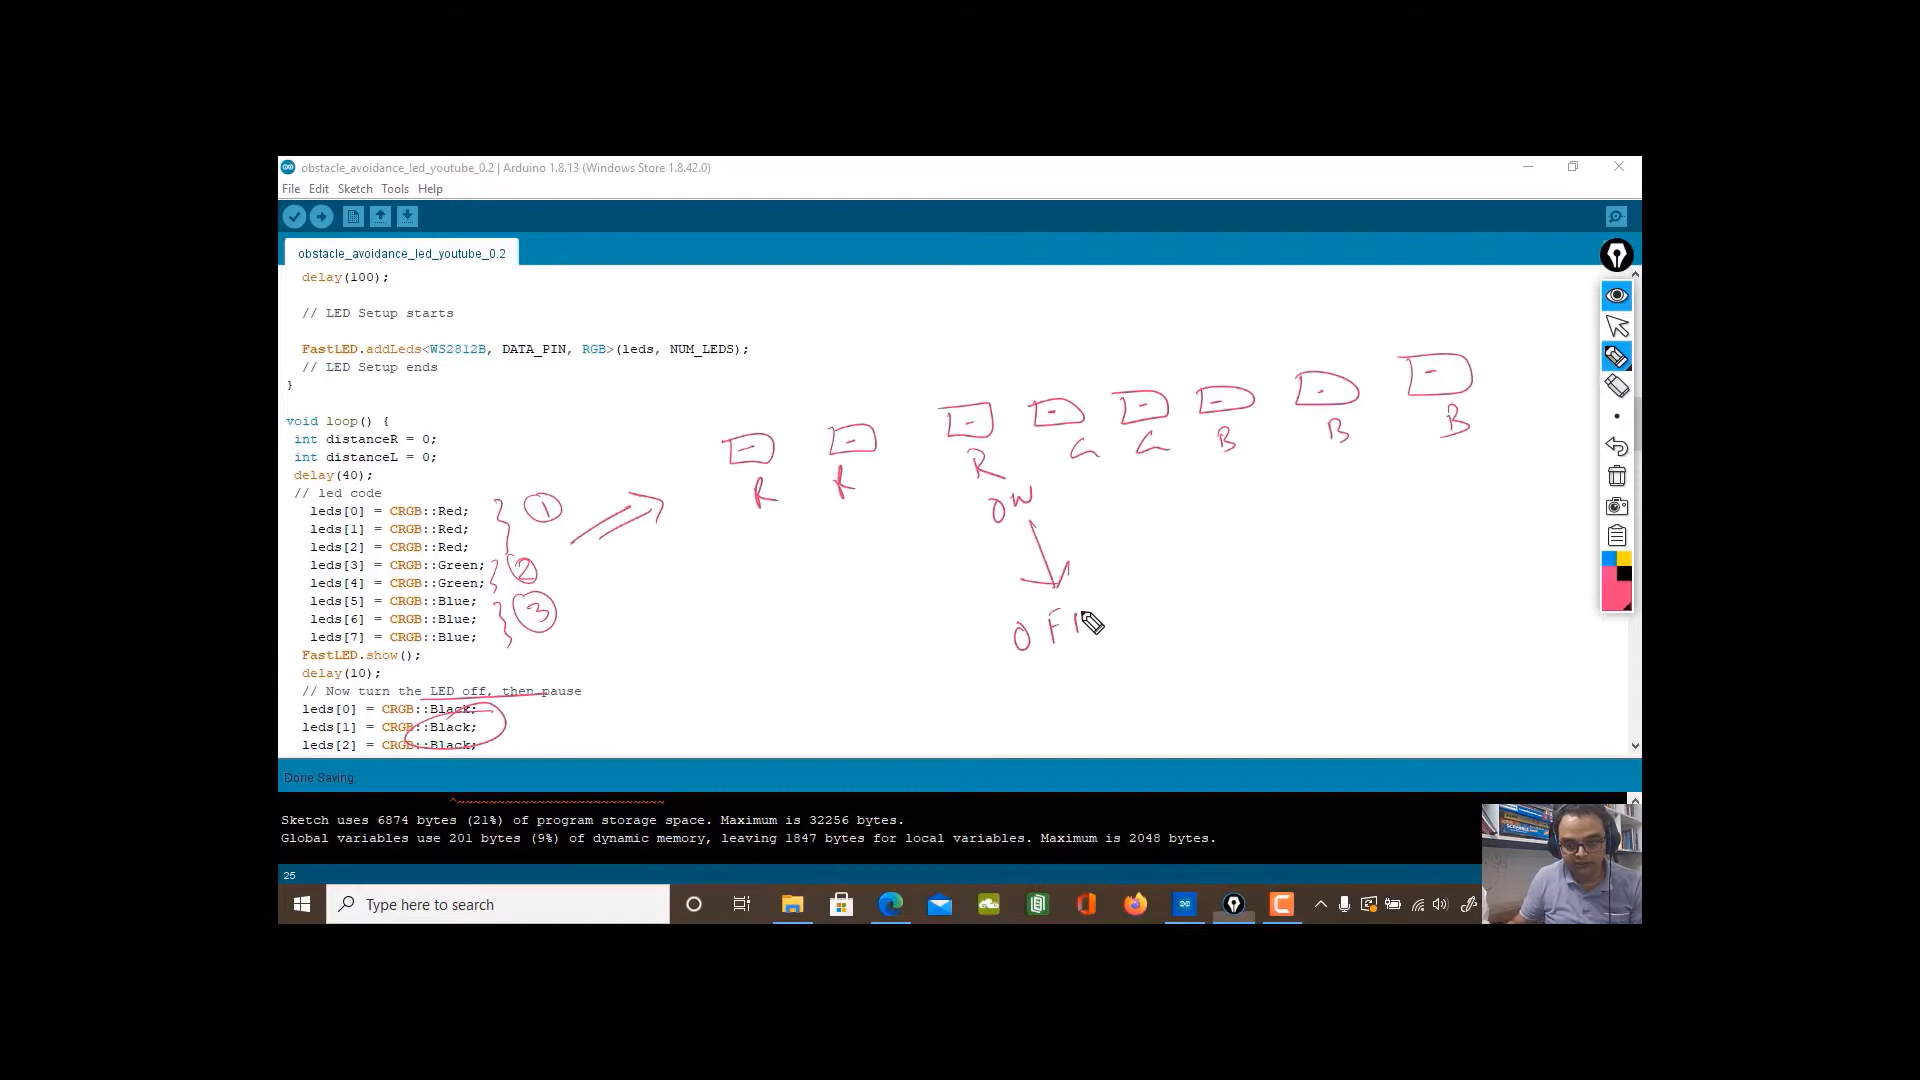 obstacle_avoidance_led_youtube_0.2 | Arduino 1.8.13 (Windows Store 1.8.42.0)
File Edit Sketch Tools Help
obstacle_avoidance_led_youtube_0.2
delay(100);
// LED Setup starts
FastLED.addLeds<WS2812B, DATA_PIN, RGB>(leds, NUM_LEDS);
// LED Setup ends
}
void loop() {
int distanceR = 0;
int distanceL = 0;
delay(40);
// led code
leds[0] = CRGB::Red;
leds[1] = CRGB::Red;
leds[2] = CRGB::Red;
leds[3] = CRGB::Green;
leds[4] = CRGB::Green;
leds[5] = CRGB::Blue;
leds[6] = CRGB::Blue;
leds[7] = CRGB::Blue;
FastLED.show();
delay(10);
// Now turn the LED off, then pause
leds[0] = CRGB::Black;
leds[1] = CRGB::Black;
leds[2] = CRGB::Black;
1
2
3
R R R G G B B B
ON
OF
Done Saving.
Sketch uses 6874 bytes (21%) of program storage space. Maximum is 32256 bytes.
Global variables use 201 bytes (9%) of dynamic memory, leaving 1847 bytes for local variables. Maximum is 2048 bytes.
25
Type here to search